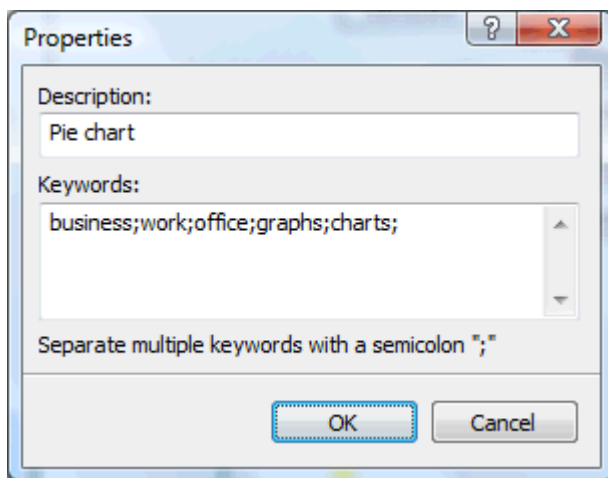 Properties
?
X
Description:
Pie chart
Keywords:
business;work;office;graphs;charts;
Separate multiple keywords with a semicolon ";"
OK
Cancel